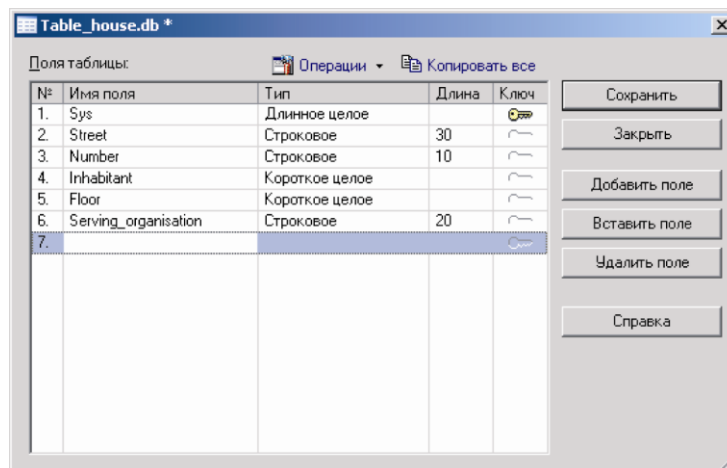 Table_house.db *
Поля таблицы: Операции Копировать все
№ Имя поля Тип Длина Ключ
1. Sys Длинное целое
2. Street Строковое 30
3. Number Строковое 10
4. Inhabitant Короткое целое
5. Floor Короткое целое
6. Serving_organisation Строковое 20
7.
Сохранить
Закрыть
Добавить поле
Вставить поле
Удалить поле
Справка